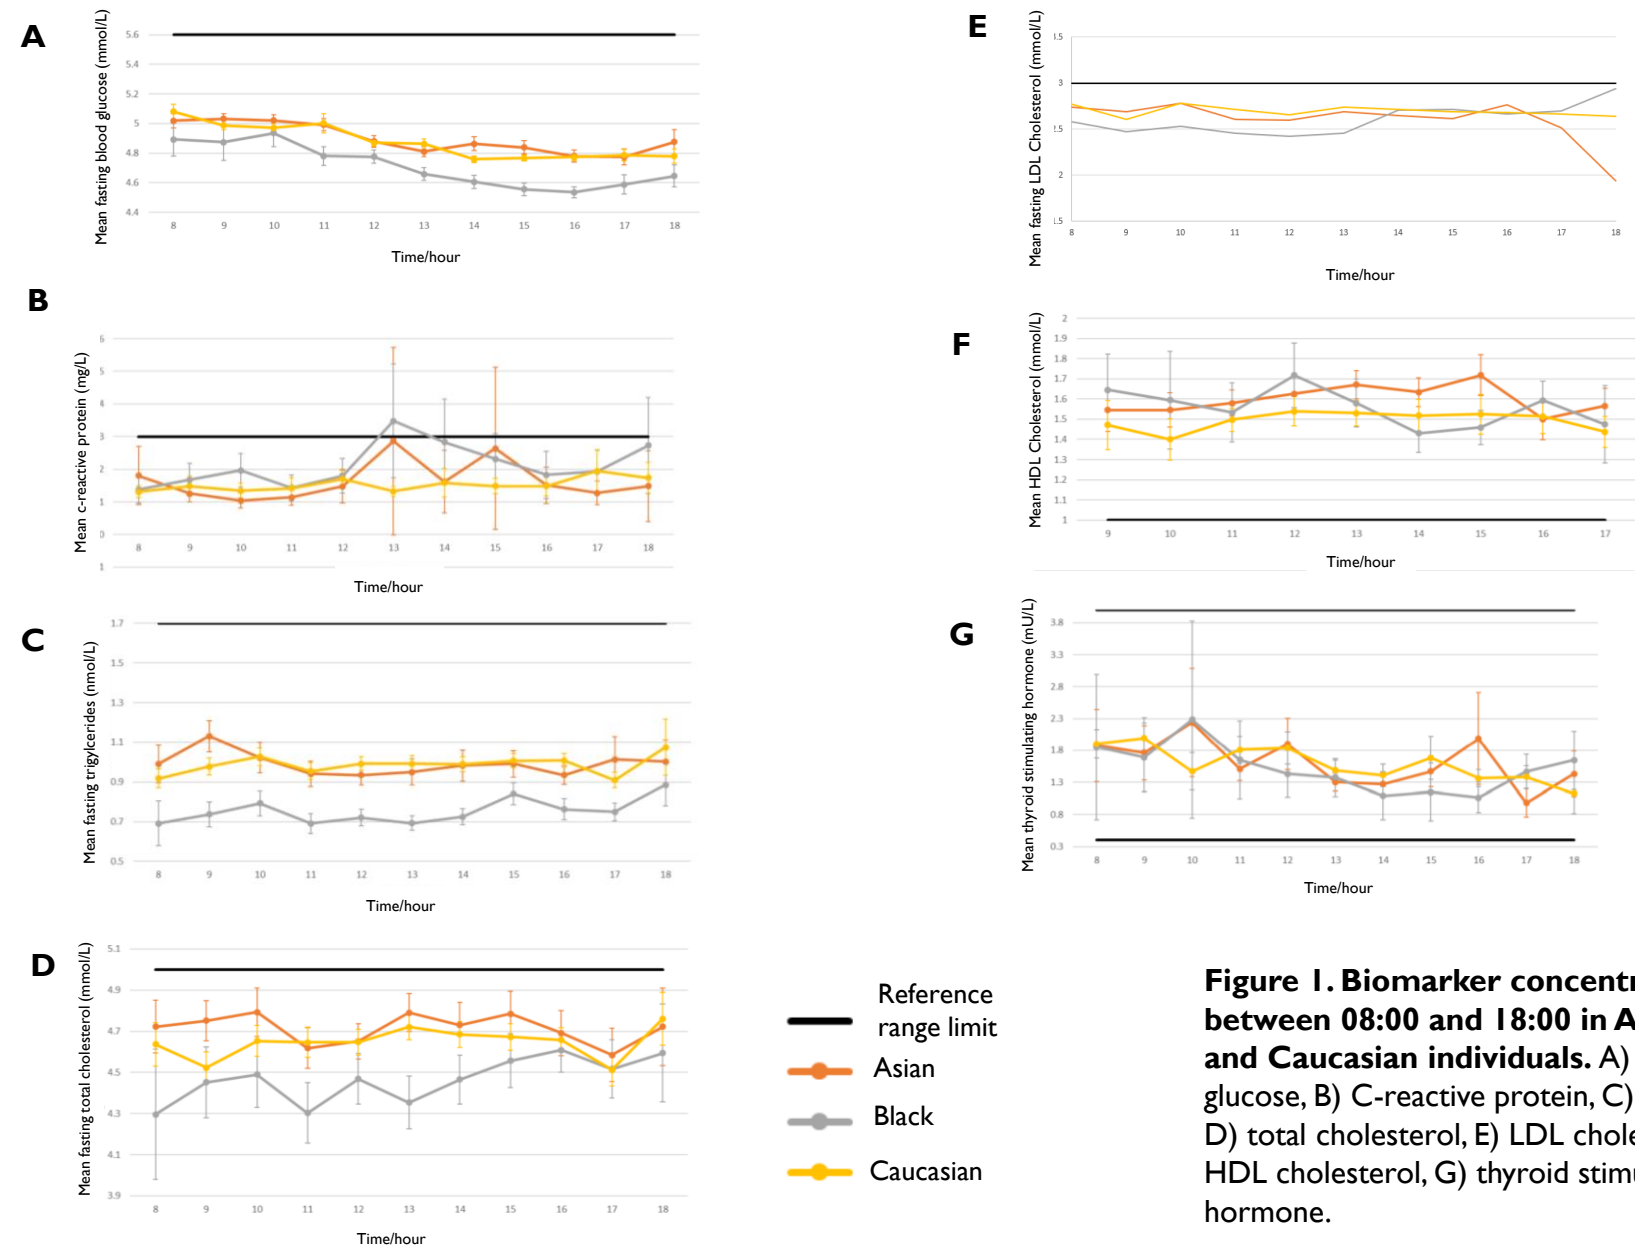 A
Mean fasting blood glucose (mmol/L)
5.6
5.4
5.2
5
4.8
4.6
4.4
8 9 10 11 12 13 14 15 16 17 18
Time/hour
B
Mean c-reactive protein (mg/L)
6
5
4
3
2
1
0
1
8 9 10 11 12 13 14 15 16 17 18
Time/hour
C
Mean fasting triglycerides (nmol/L)
1.7
1.5
1.3
1.1
0.9
0.7
0.5
8 9 10 11 12 13 14 15 16 17 18
Time/hour
D
Mean fasting total cholesterol (mmol/L)
5.1
4.9
4.7
4.5
4.3
4.1
3.9
8 9 10 11 12 13 14 15 16 17 18
Time/hour
E
Mean fasting LDL Cholesterol (mmol/L)
3.5
3
2.5
2
1.5
8 9 10 11 12 13 14 15 16 17 18
Time/hour
F
Mean HDL Cholesterol (mmol/L)
2
1.9
1.8
1.7
1.6
1.5
1.4
1.3
1.2
1.1
1
9 10 11 12 13 14 15 16 17
Time/hour
G
Mean thyroid stimulating hormone (mU/L)
3.8
3.3
2.8
2.3
1.8
1.3
0.8
0.3
8 9 10 11 12 13 14 15 16 17 18
Time/hour
Reference
range limit
Asian
Black
Caucasian
Figure 1. Biomarker concentr
between 08:00 and 18:00 in A
and Caucasian individuals. A)
glucose, B) C-reactive protein, C)
D) total cholesterol, E) LDL chole
HDL cholesterol, G) thyroid stimu
hormone.